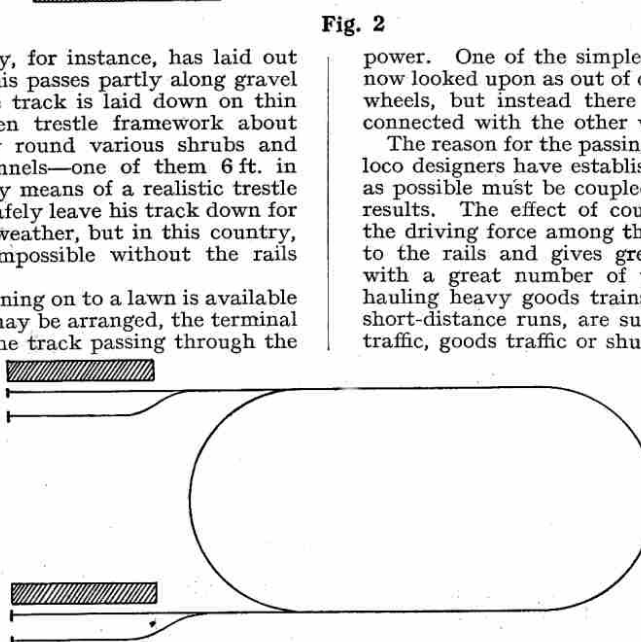 Fig. 2
y, for instance, has laid out
is passes partly along gravel
track is laid down on thin
en trestle framework about
round various shrubs and
nnels—one of them 6 ft. in
y means of a realistic trestle
afely leave his track down for
weather, but in this country,
mpossible without the rails
ning on to a lawn is available
may be arranged, the terminal
ne track passing through the
power. One of the simple
now looked upon as out of
wheels, but instead there
connected with the other
The reason for the passin
loco designers have establis
as possible must be couple
results. The effect of cou
the driving force among th
to the rails and gives gre
with a great number of
hauling heavy goods train
short-distance runs, are su
traffic, goods traffic or shu